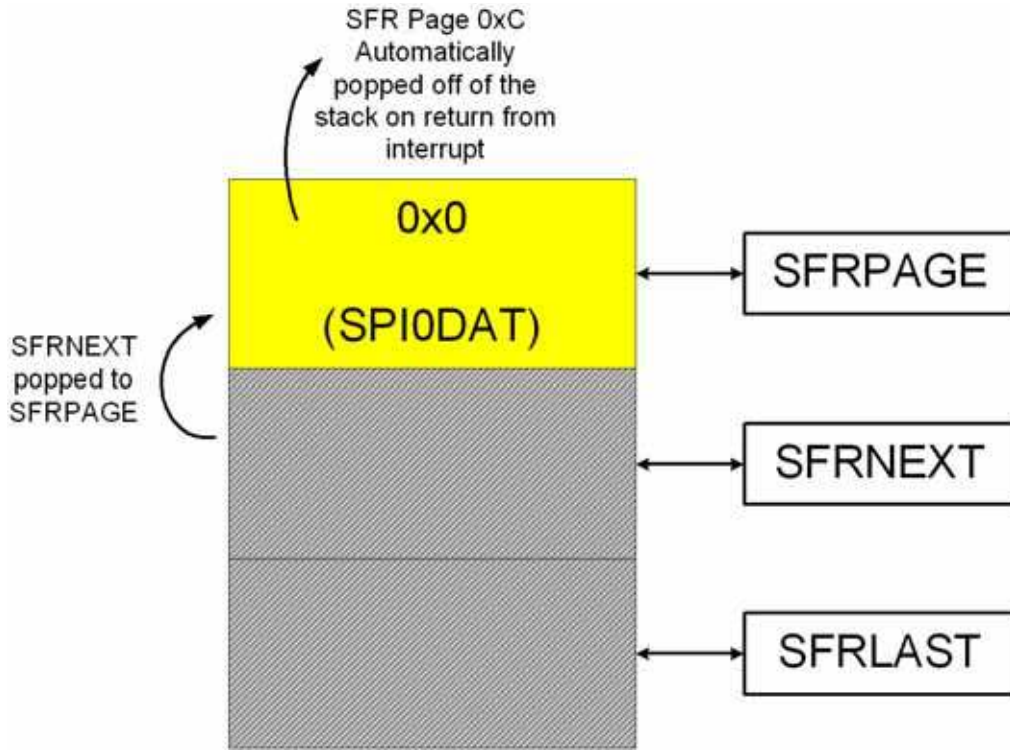 SFR Page 0xC
Automatically
popped off of the
stack on return from
interrupt
0x0
(SPI0DAT)
SFRPAGE
SFRNEXT
popped to
SFRPAGE
SFRNEXT
SFRLAST